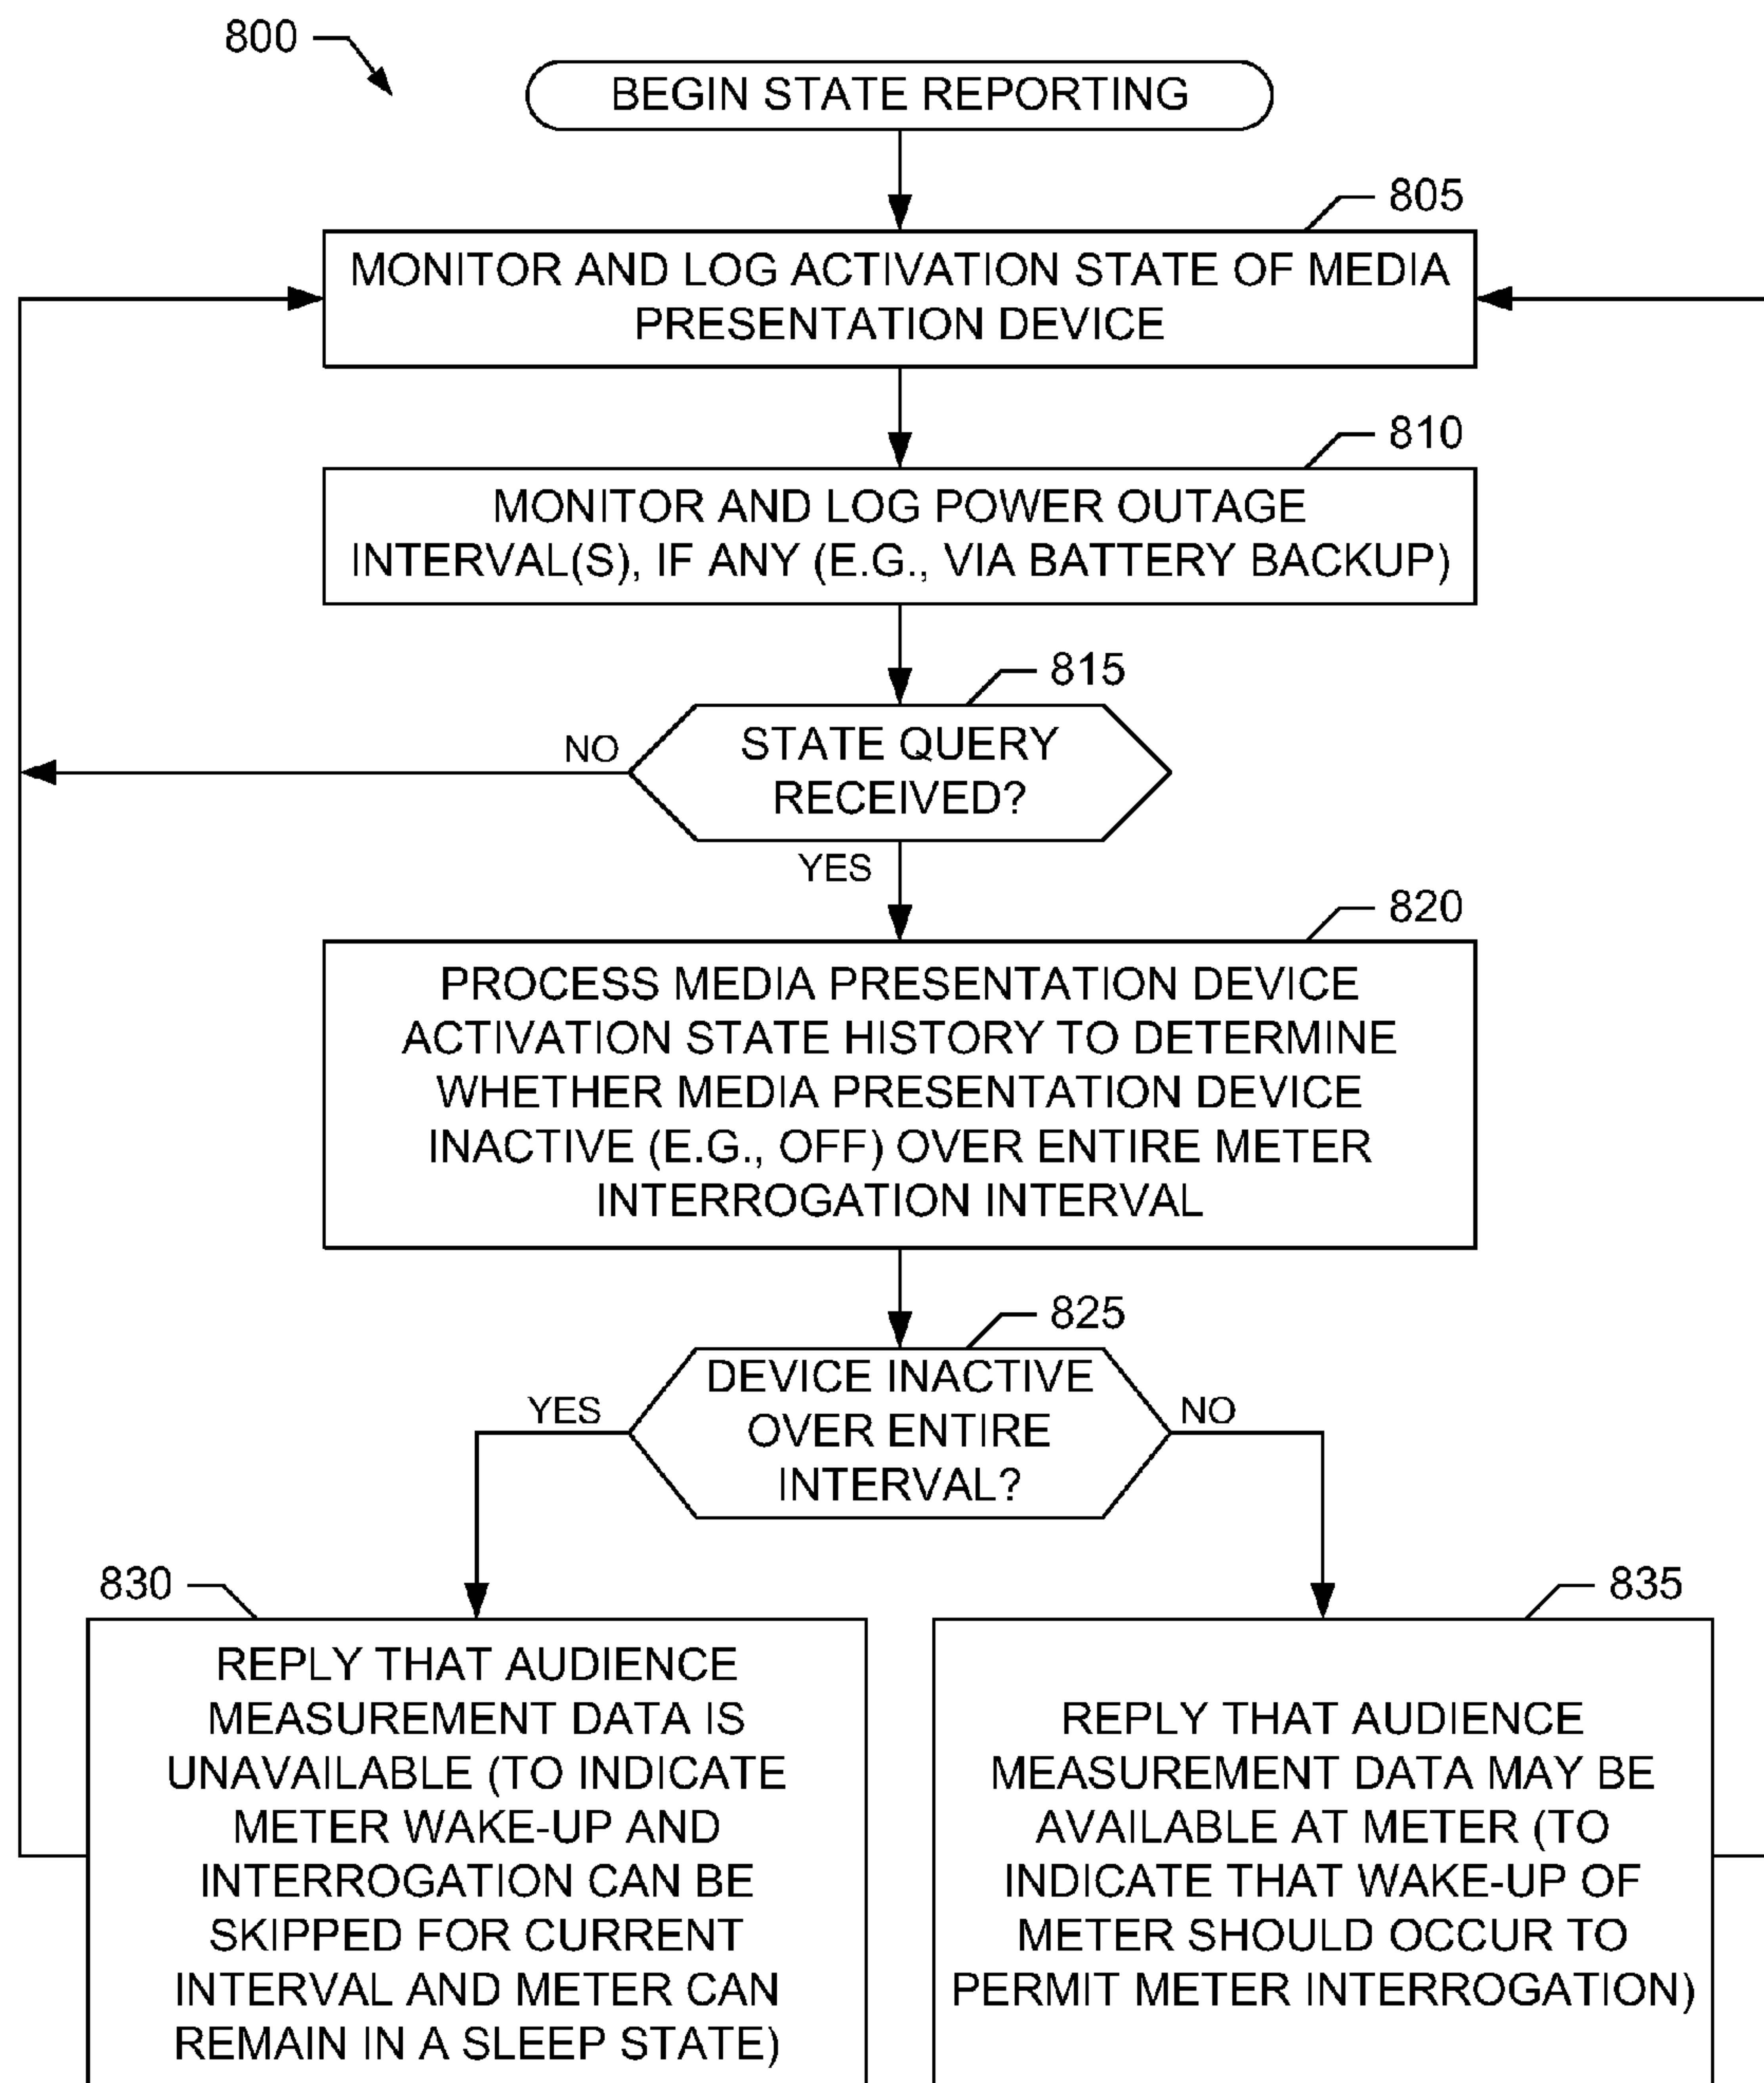 800
BEGIN STATE REPORTING
805
MONITOR AND LOG ACTIVATION STATE OF MEDIA
PRESENTATION DEVICE
810
MONITOR AND LOG POWER OUTAGE
INTERVAL(S), IF ANY (E.G., VIA BATTERY BACKUP)
815
NO
STATE QUERY
RECEIVED?
YES
820
PROCESS MEDIA PRESENTATION DEVICE
ACTIVATION STATE HISTORY TO DETERMINE
WHETHER MEDIA PRESENTATION DEVICE
INACTIVE (E.G., OFF) OVER ENTIRE METER
INTERROGATION INTERVAL
825
YES
DEVICE INACTIVE
OVER ENTIRE
INTERVAL?
NO
830
REPLY THAT AUDIENCE
MEASUREMENT DATA IS
UNAVAILABLE (TO INDICATE
METER WAKE-UP AND
INTERROGATION CAN BE
SKIPPED FOR CURRENT
INTERVAL AND METER CAN
REMAIN IN A SLEEP STATE)
835
REPLY THAT AUDIENCE
MEASUREMENT DATA MAY BE
AVAILABLE AT METER (TO
INDICATE THAT WAKE-UP OF
METER SHOULD OCCUR TO
PERMIT METER INTERROGATION)